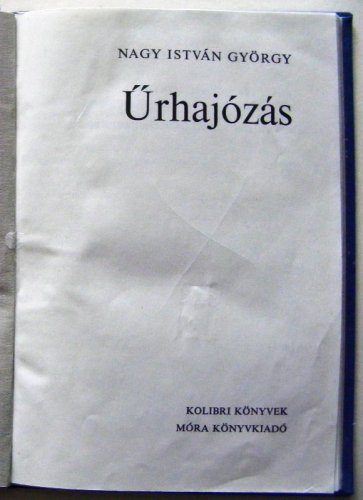 NAGY ISTVÁN GYÖRGY
Űrhajózás
KOLIBRI KÖNYVEK
MÓRA KÖNYVKIADÓ